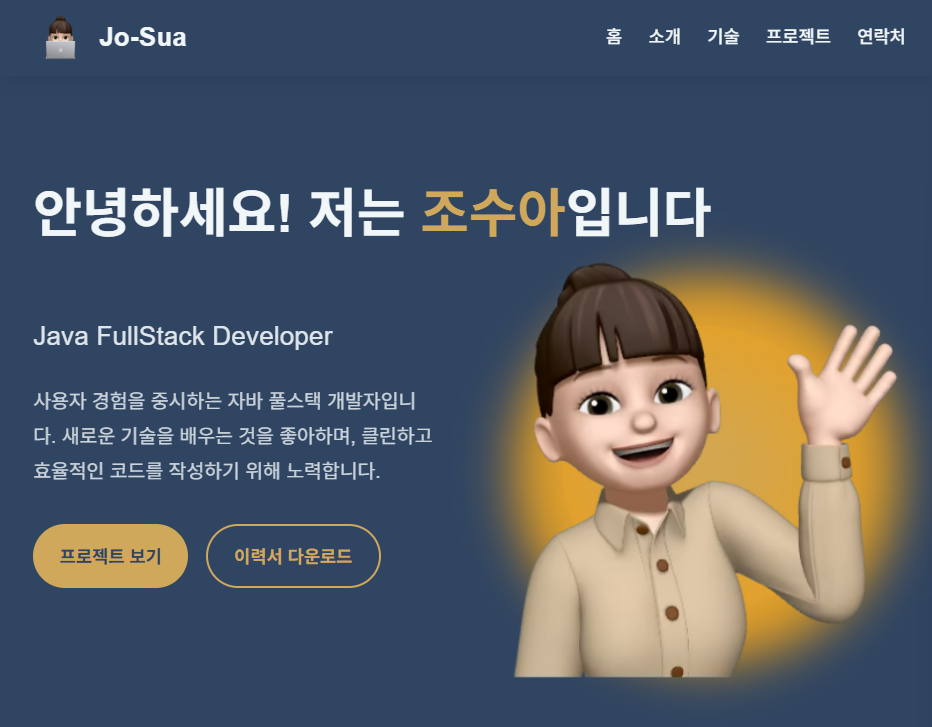 Jo-Sua
홈 소개 기술 프로젝트 연락처
안녕하세요! 저는 조수아입니다
Java FullStack Developer
사용자 경험을 중시하는 자바 풀스택 개발자입니
다. 새로운 기술을 배우는 것을 좋아하며, 클린하고
효율적인 코드를 작성하기 위해 노력합니다.
프로젝트 보기
이력서 다운로드